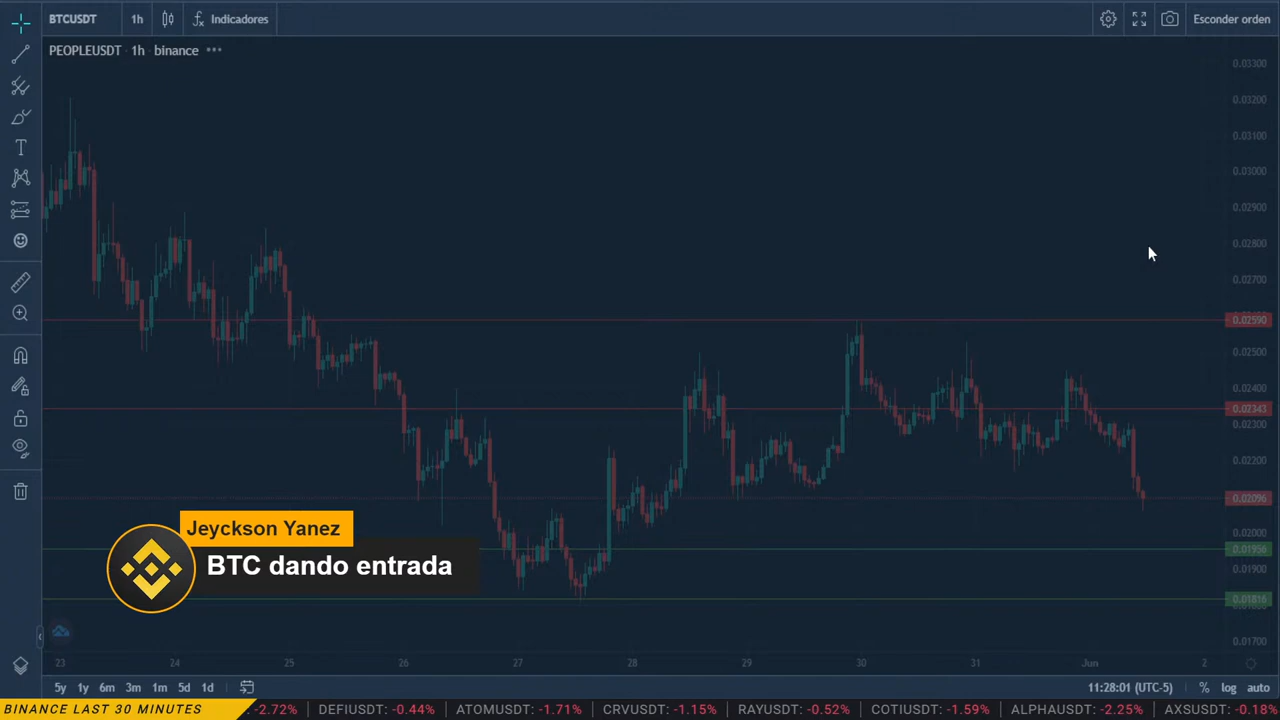 BTCUSDT 1h Indicadores Esconder orden
PEOPLEUSDT 1h binance
0.03300
0.03200
0.03100
0.03000
0.02900
0.02800
0.02700
0.02590
0.02500
0.02400
0.02343
0.02300
0.02200
0.02096
0.02000
0.01956
0.01900
0.01816
0.01700
Jeyckson Yanez
BTC dando entrada
23 24 25 26 27 28 29 30 31 Jun 2
5y 1y 6m 3m 1m 5d 1d 11:28:01 (UTC-5) % log auto
BINANCE LAST 30 MINUTES -2.72% DEFIUSDT: -0.44% ATOMUSDT: -1.71% CRVUSDT: -1.15% RAYUSDT: -0.52% COTIUSDT: -1.59% ALPHAUSDT: -2.25% AXSUSDT: -0.18%